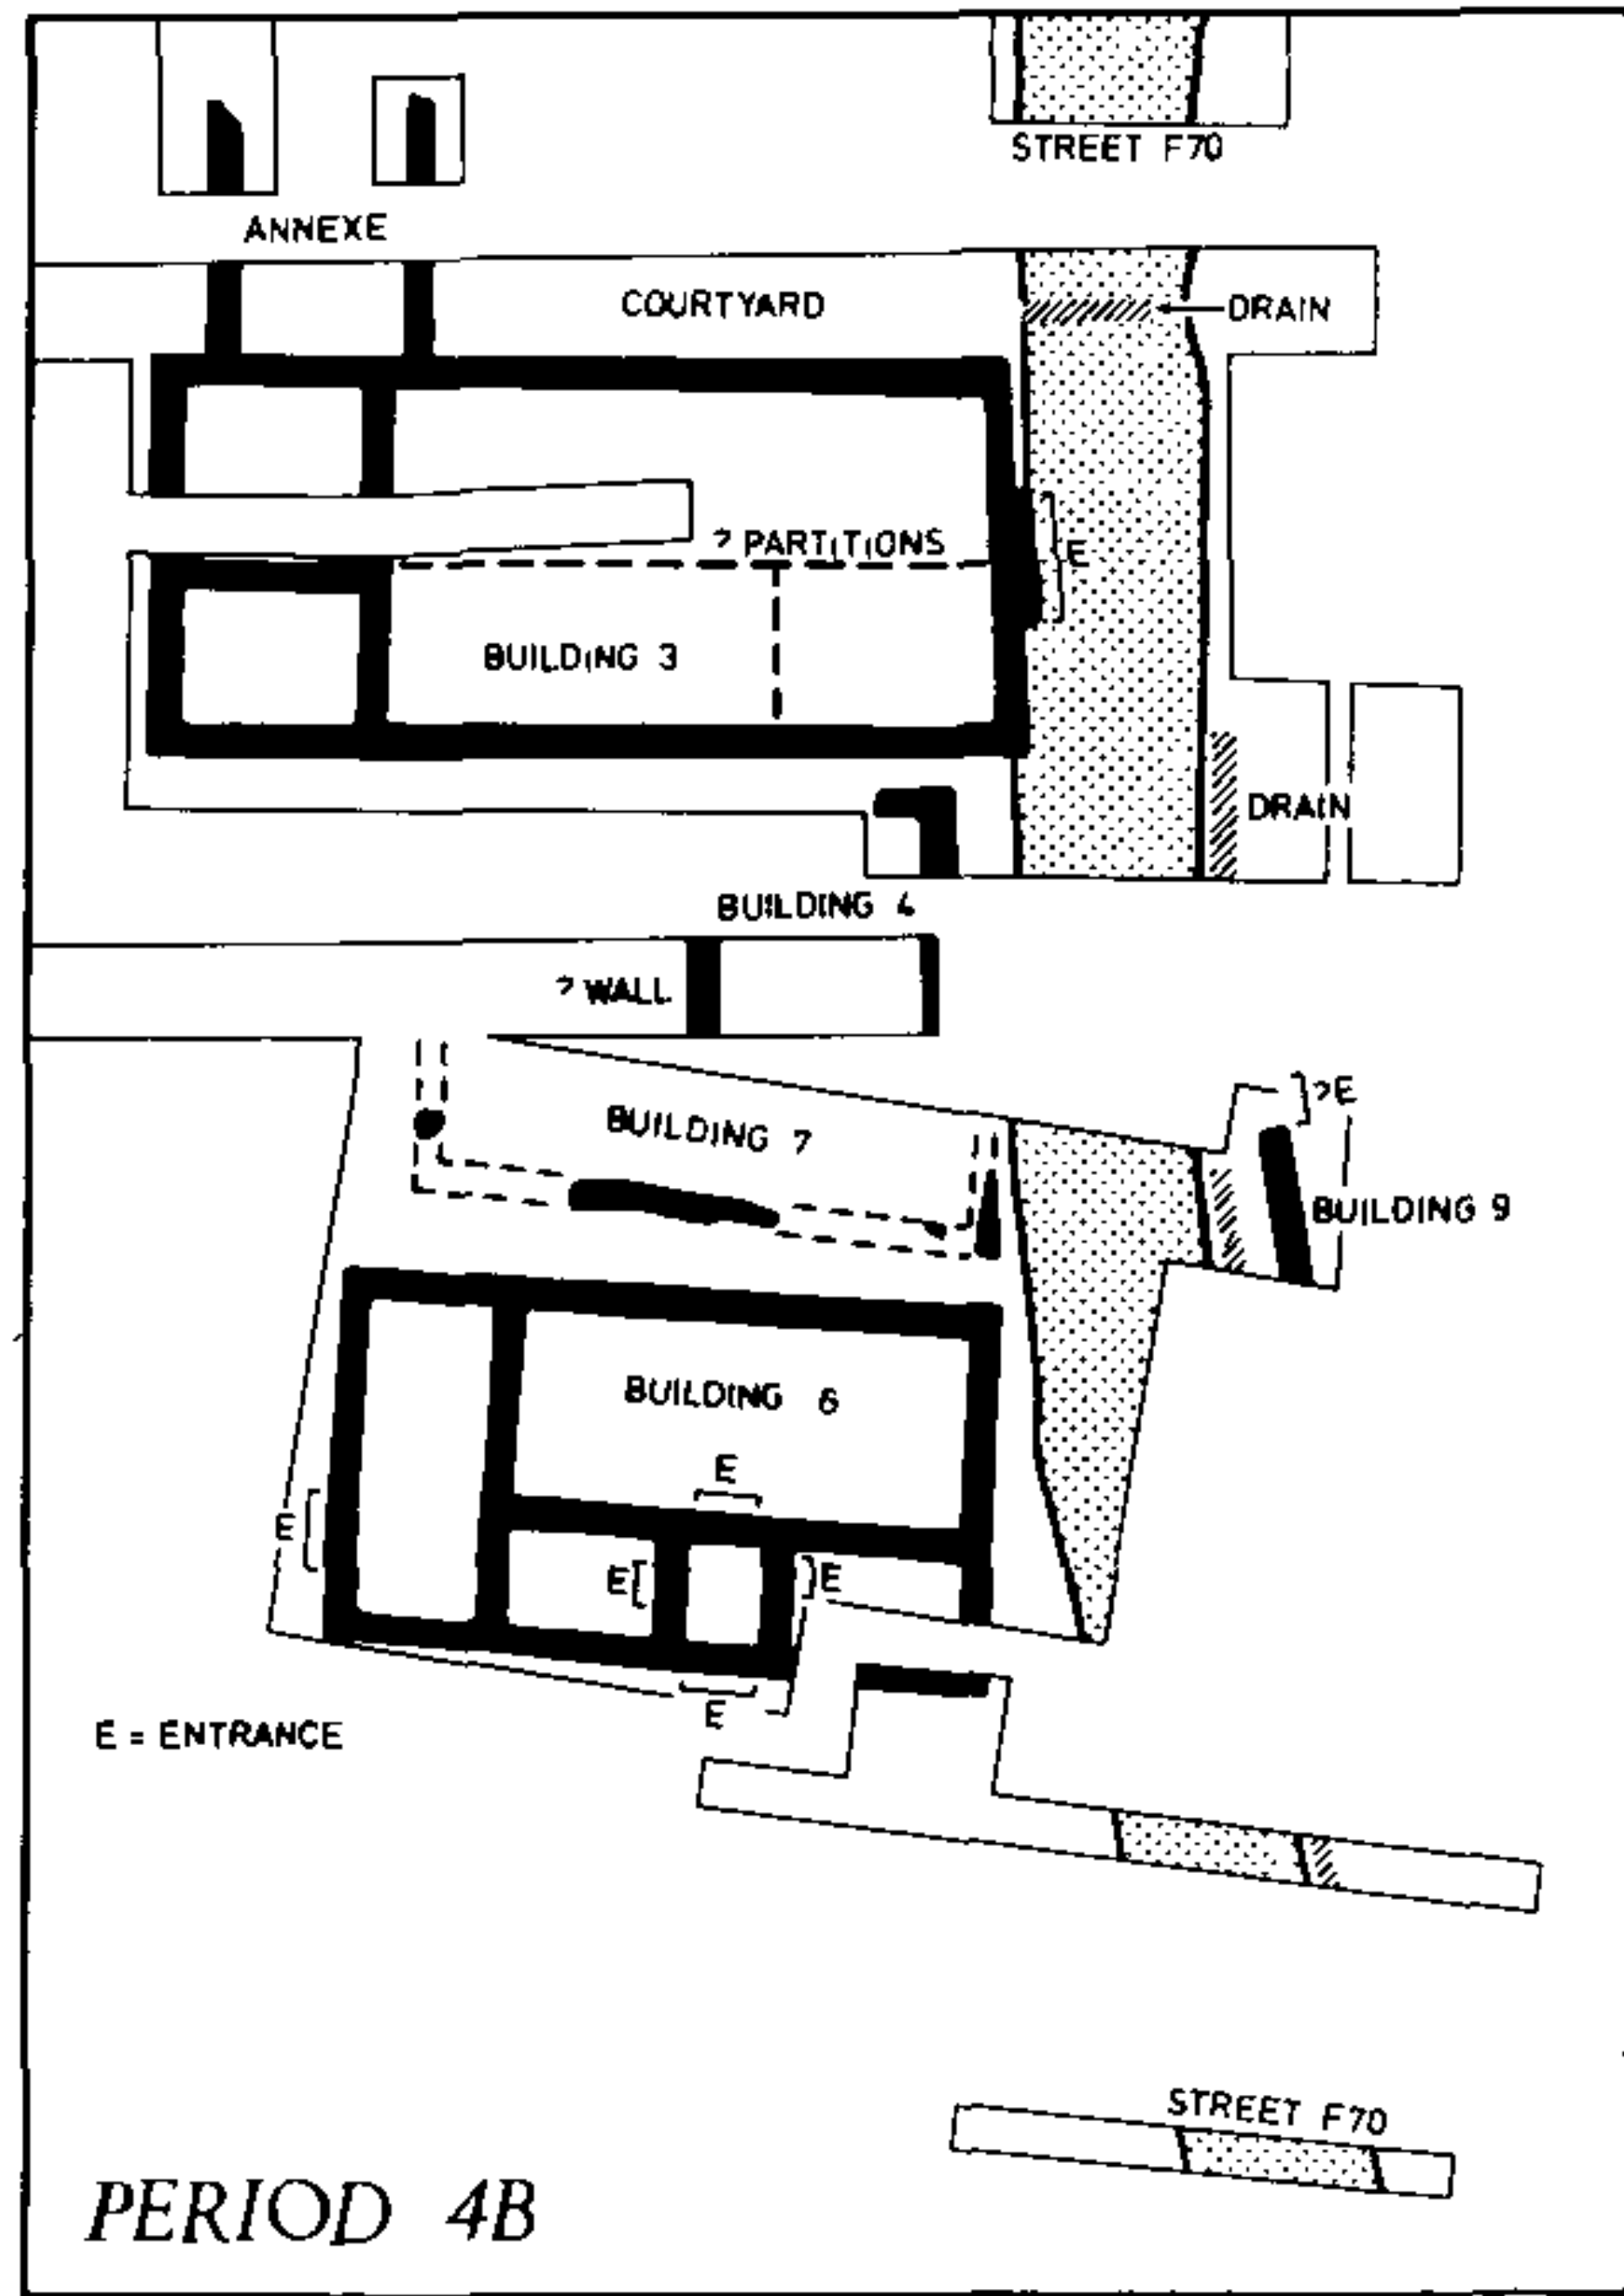 STREET F70
ANNEXE
COURTYARD
DRAIN
? PARTITIONS
E
BUILDING 3
DRAIN
BUILDING 4
? WALL
?E
BUILDING 7
BUILDING 9
BUILDING 6
E
E
E
E
E
E = ENTRANCE
STREET F70
PERIOD 4B